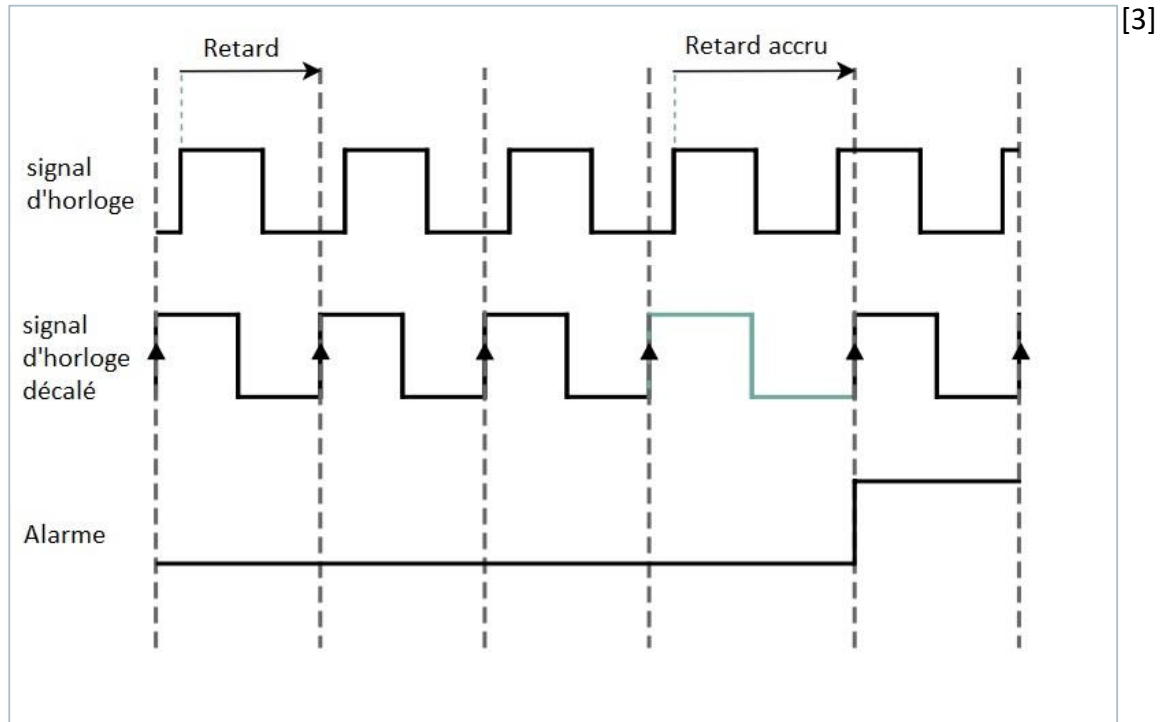 [3]
Retard
Retard accru
signal
d'horloge
signal
d'horloge
décalé
Alarme